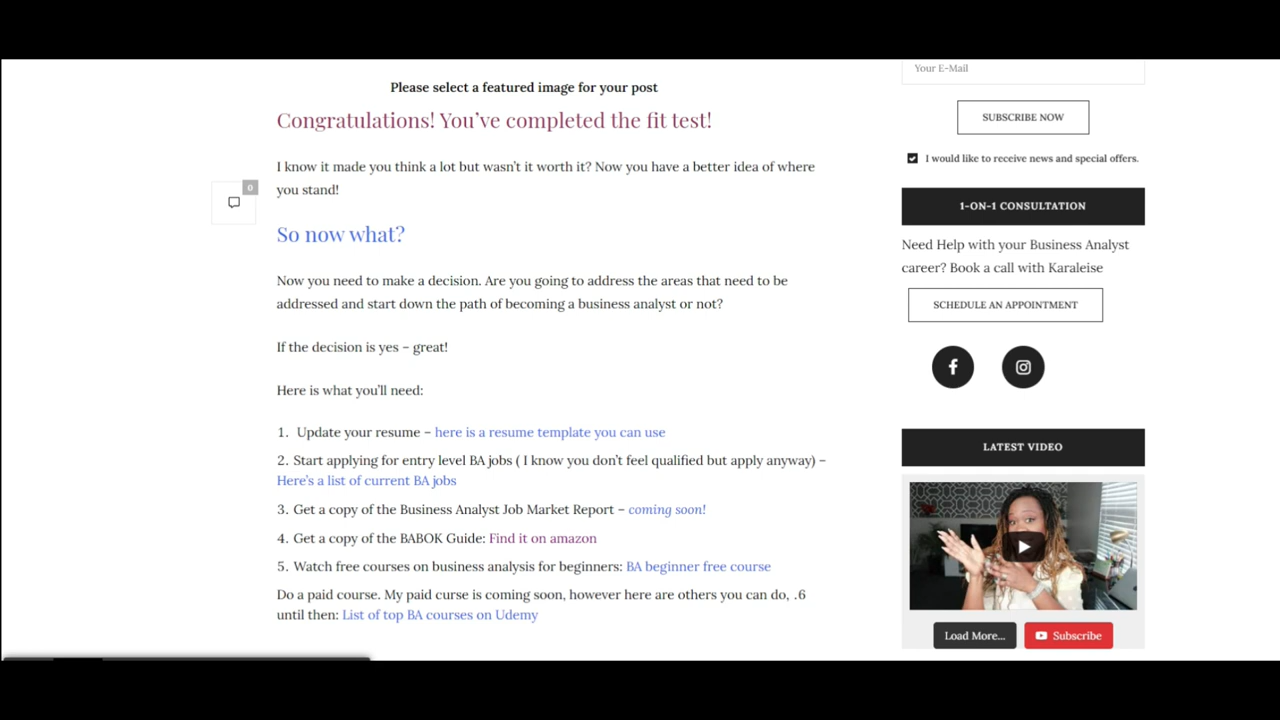 Please select a featured image for your post
Congratulations! You've completed the fit test!
I know it made you think a lot but wasn't it worth it? Now you have a better idea of where
you stand!
0
So now what?
Now you need to make a decision. Are you going to address the areas that need to be
addressed and start down the path of becoming a business analyst or not?
If the decision is yes – great!
Here is what you'll need:
1. Update your resume – here is a resume template you can use
2. Start applying for entry level BA jobs ( I know you don't feel qualified but apply anyway) –
Here's a list of current BA jobs
3. Get a copy of the Business Analyst Job Market Report – coming soon!
4. Get a copy of the BABOK Guide: Find it on amazon
5. Watch free courses on business analysis for beginners: BA beginner free course
Do a paid course. My paid curse is coming soon, however here are others you can do, .6
until then: List of top BA courses on Udemy
Your E-Mail
SUBSCRIBE NOW
I would like to receive news and special offers.
1-ON-1 CONSULTATION
Need Help with your Business Analyst
career? Book a call with Karaleise
SCHEDULE AN APPOINTMENT
LATEST VIDEO
Load More...
Subscribe